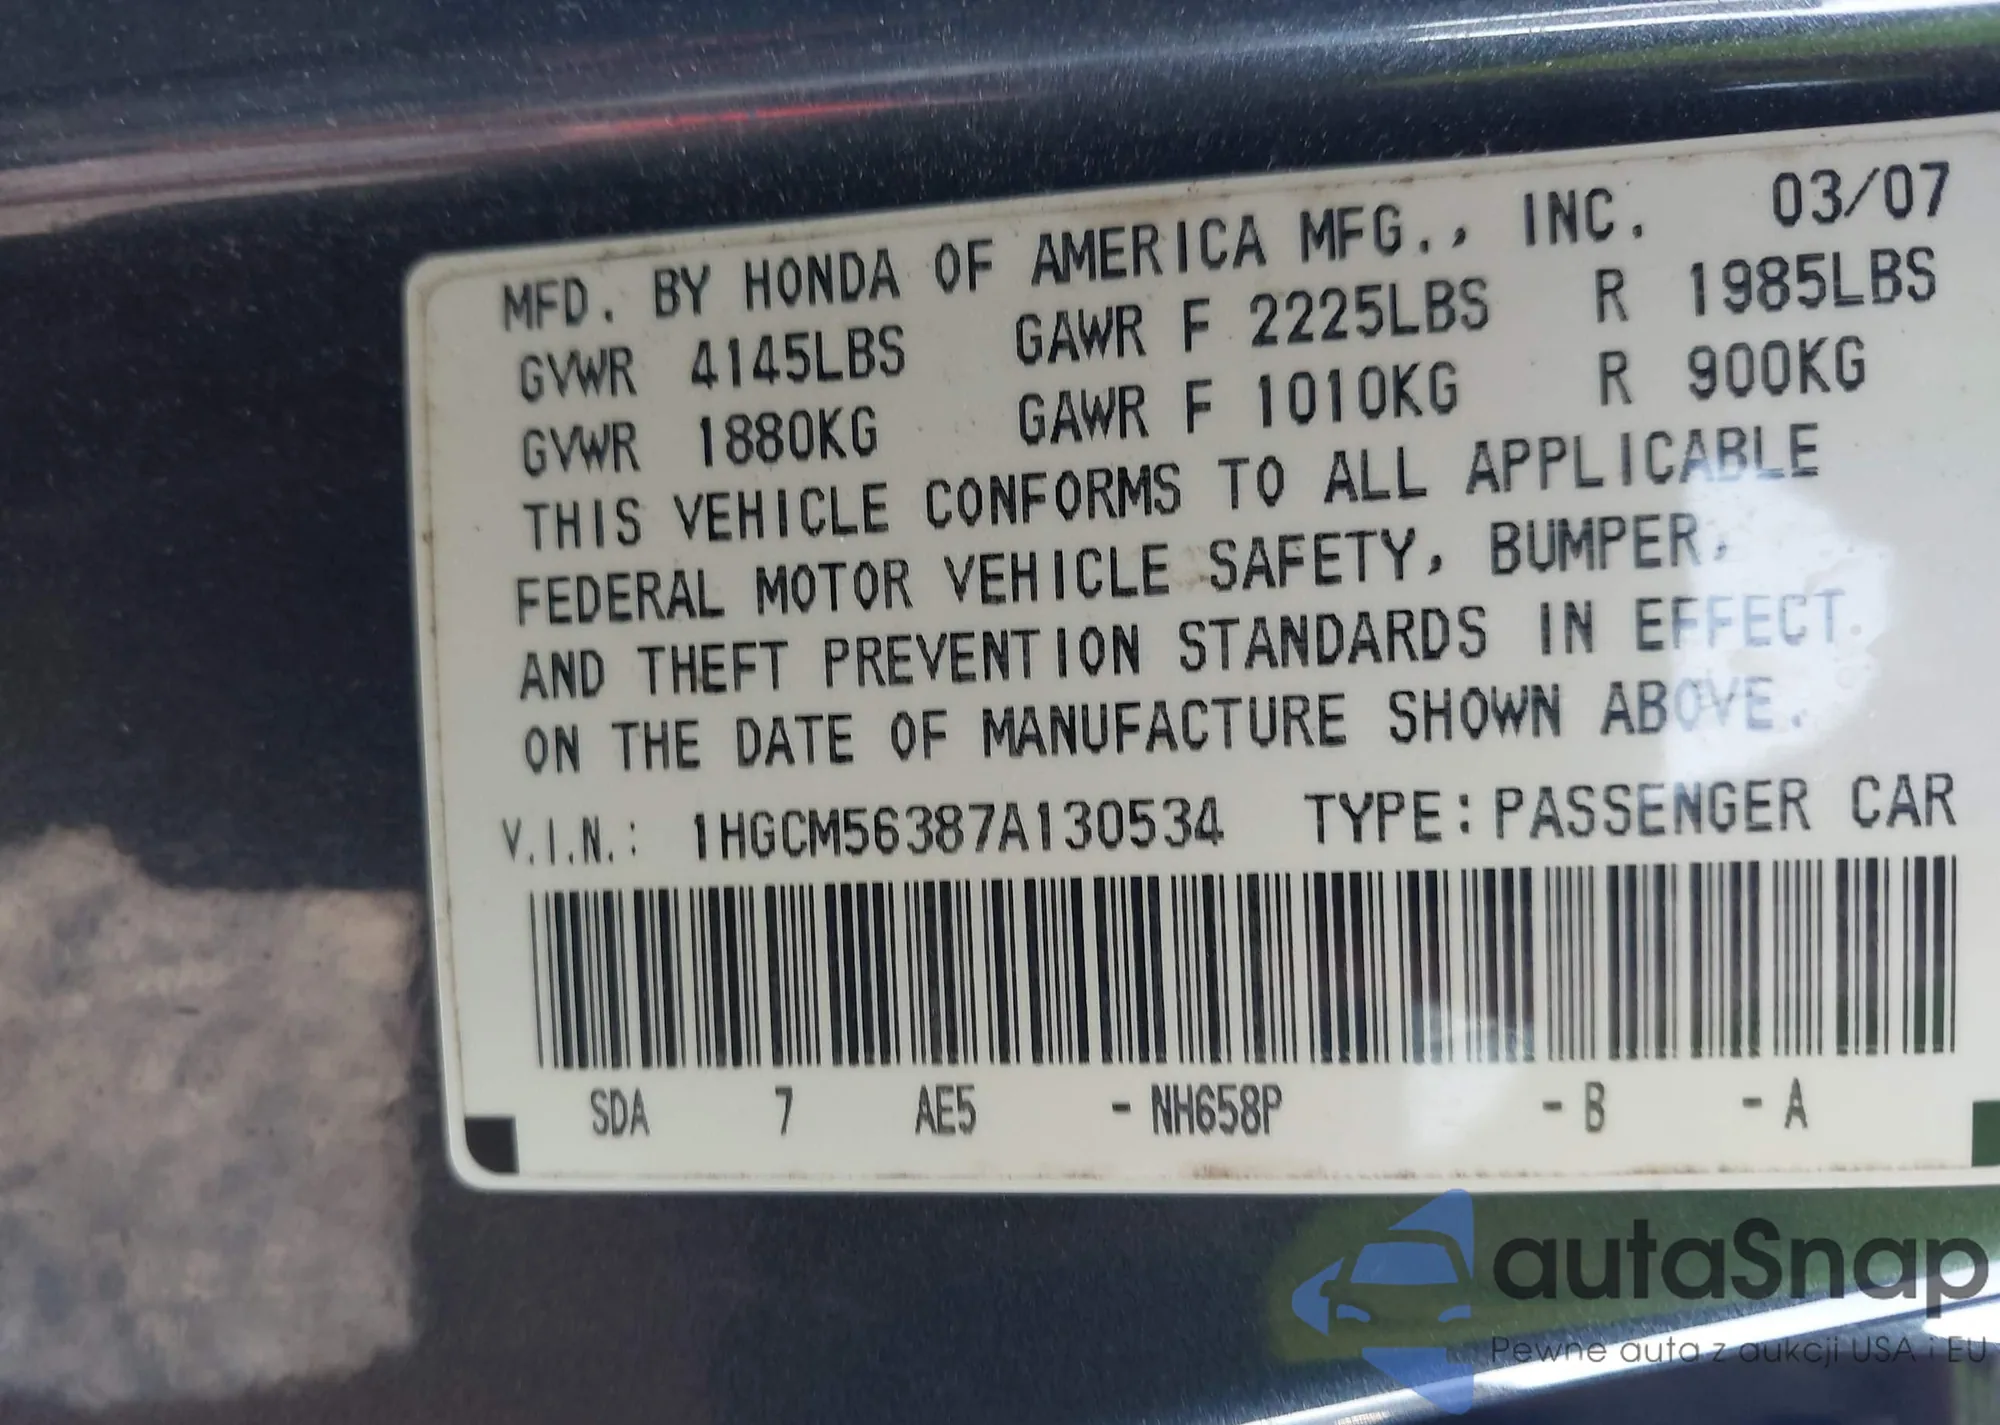 MFD. BY HONDA OF AMERICA MFG., INC. 03/07
GVWR 4145LBS GAWR F 2225LBS R 1985LBS
GVWR 1880KG GAWR F 1010KG R 900KG
THIS VEHICLE CONFORMS TO ALL APPLICABLE
FEDERAL MOTOR VEHICLE SAFETY, BUMPER,
AND THEFT PREVENTION STANDARDS IN EFFECT.
ON THE DATE OF MANUFACTURE SHOWN ABOVE.
V.I.N.: 1HGCM56387A130534 TYPE: PASSENGER CAR
SDA 7 AE5 -NH658P -B -A
autaSnap
Pewne auta z aukcji USA i EU